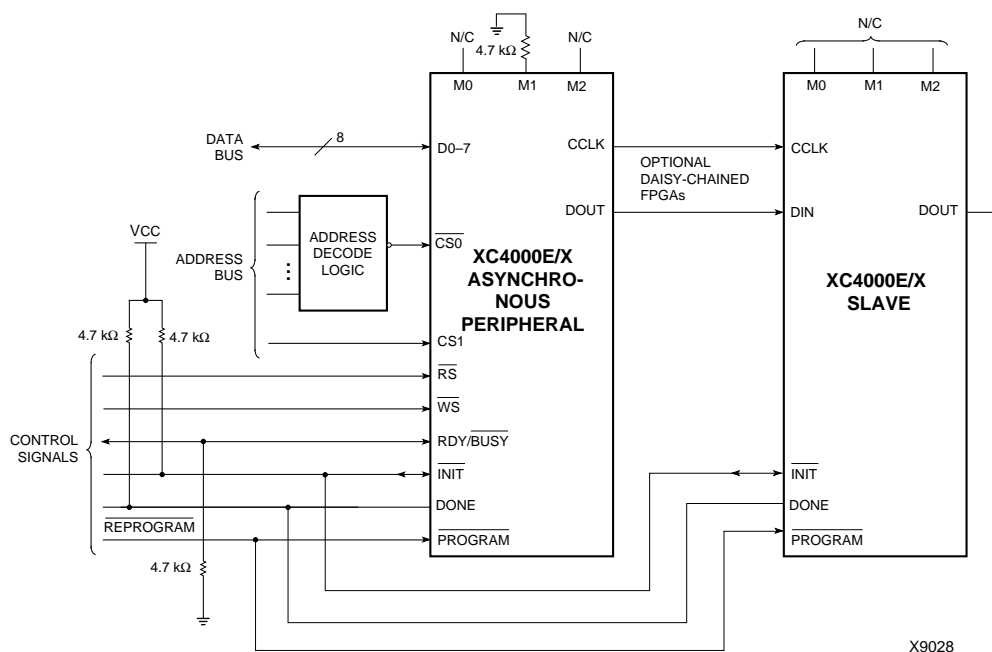 N/C
4.7 kΩ
N/C
N/C
M0
M1
M2
M0
M1
M2
DATA
BUS
8
D0–7
CCLK
CCLK
OPTIONAL
DAISY-CHAINED
FPGAs
DOUT
DIN
DOUT
VCC
ADDRESS
BUS
ADDRESS
DECODE
LOGIC
CS0
XC4000E/X
ASYNCHRO-
NOUS
PERIPHERAL
XC4000E/X
SLAVE
4.7 kΩ
4.7 kΩ
CS1
RS
WS
CONTROL
SIGNALS
RDY/BUSY
INIT
INIT
DONE
DONE
REPROGRAM
PROGRAM
PROGRAM
4.7 kΩ
X9028